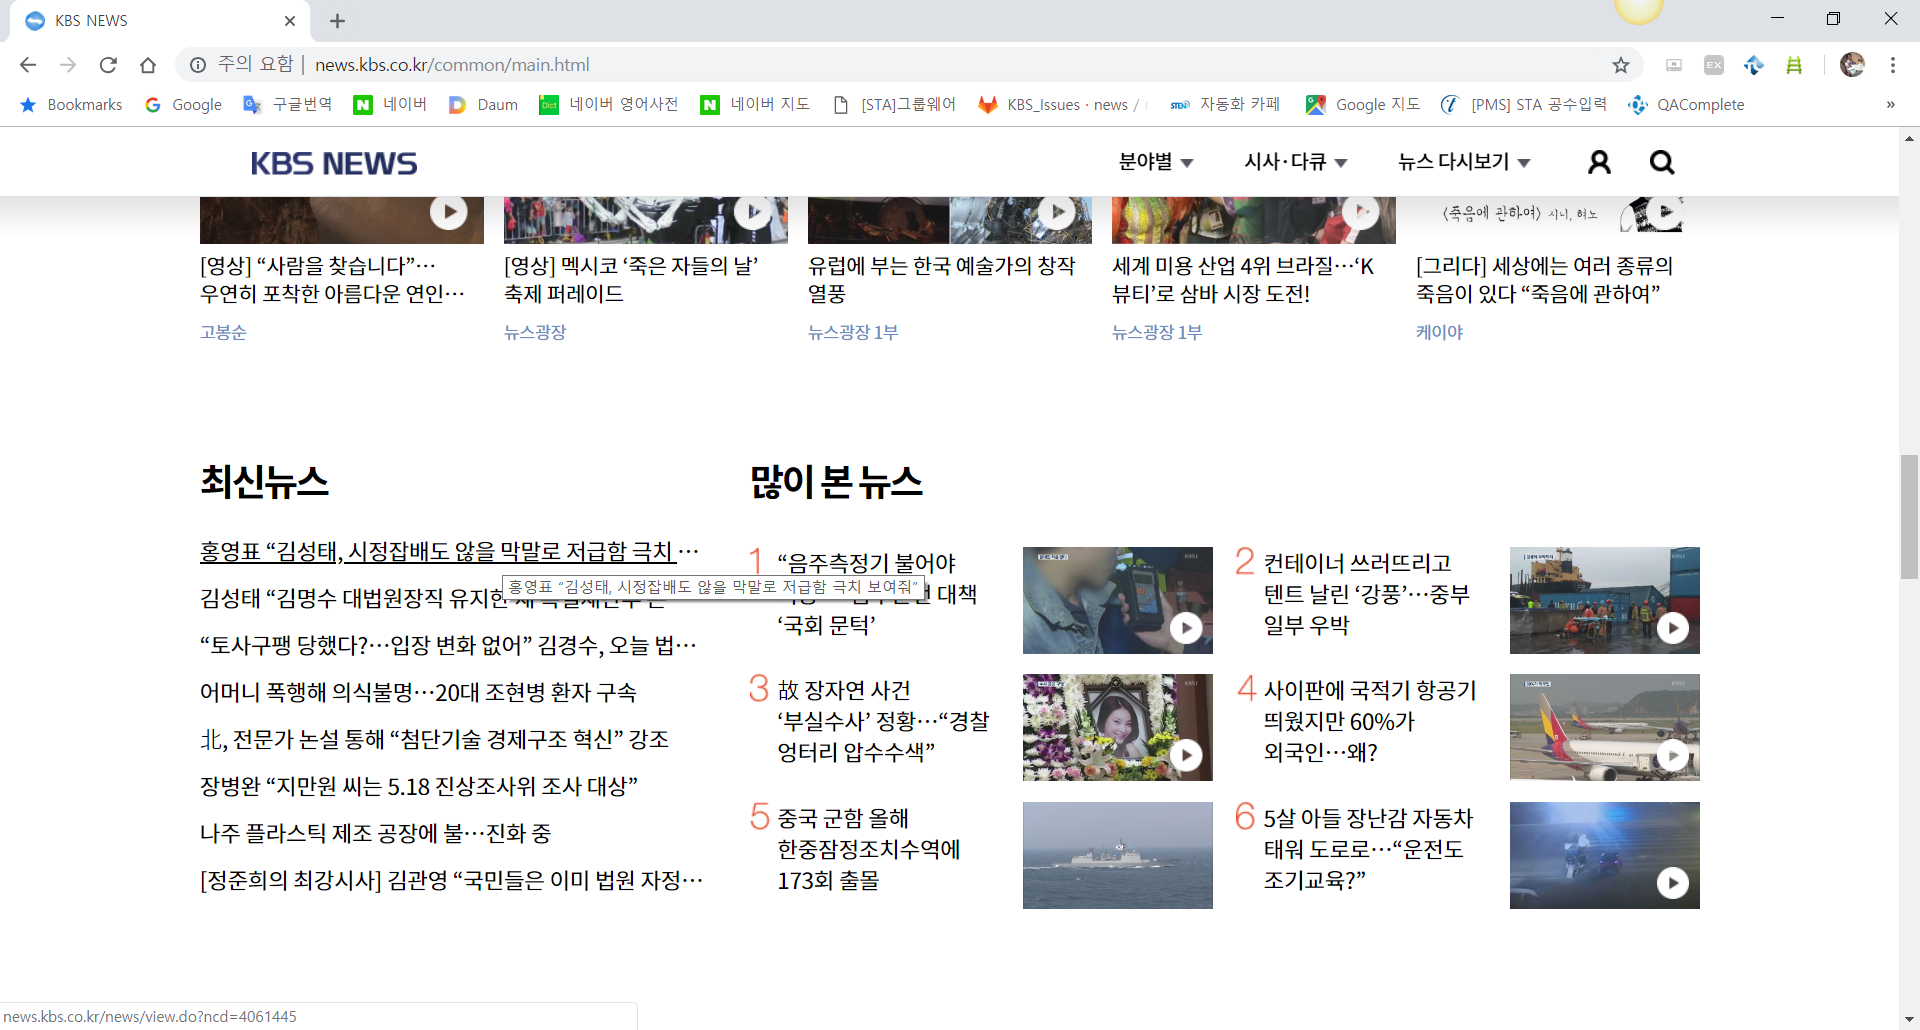 KBS NEWS
주의 요함 | news.kbs.co.kr/common/main.html
Bookmarks Google 구글번역 네이버 Daum 네이버 영어사전 네이버 지도 [STA]그룹웨어 KBS_Issues · news / 자동화 카페 Google 지도 [PMS] STA 공수입력 QAComplete »
KBS NEWS 분야별 시사·다큐 뉴스 다시보기
<죽음에 관하여> 시니, 혀노
[영상] “사람을 찾습니다”…
우연히 포착한 아름다운 연인…
고봉순
[영상] 멕시코 ‘죽은 자들의 날’
축제 퍼레이드
뉴스광장
유럽에 부는 한국 예술가의 창작
열풍
뉴스광장 1부
세계 미용 산업 4위 브라질…‘K
뷰티’로 삼바 시장 도전!
뉴스광장 1부
[그리다] 세상에는 여러 종류의
죽음이 있다 “죽음에 관하여”
케이야
최신뉴스
홍영표 “김성태, 시정잡배도 않을 막말로 저급함 극치 …
홍영표 “김성태, 시정잡배도 않을 막말로 저급함 극치 보여줘”
김성태 “김명수 대법원장직 유지한
“토사구팽 당했다?…입장 변화 없어” 김경수, 오늘 법…
어머니 폭행해 의식불명…20대 조현병 환자 구속
北, 전문가 논설 통해 “첨단기술 경제구조 혁신” 강조
장병완 “지만원 씨는 5.18 진상조사위 조사 대상”
나주 플라스틱 제조 공장에 불…진화 중
[정준희의 최강시사] 김관영 “국민들은 이미 법원 자정…
많이 본 뉴스
1 “음주측정기 불어야
대책
‘국회 문턱’
2 컨테이너 쓰러뜨리고
텐트 날린 ‘강풍’…중부
일부 우박
3 故 장자연 사건
‘부실수사’ 정황…“경찰
엉터리 압수수색”
4 사이판에 국적기 항공기
띄웠지만 60%가
외국인…왜?
5 중국 군함 올해
한중잠정조치수역에
173회 출몰
6 5살 아들 장난감 자동차
태워 도로로…“운전도
조기교육?”
news.kbs.co.kr/news/view.do?ncd=4061445